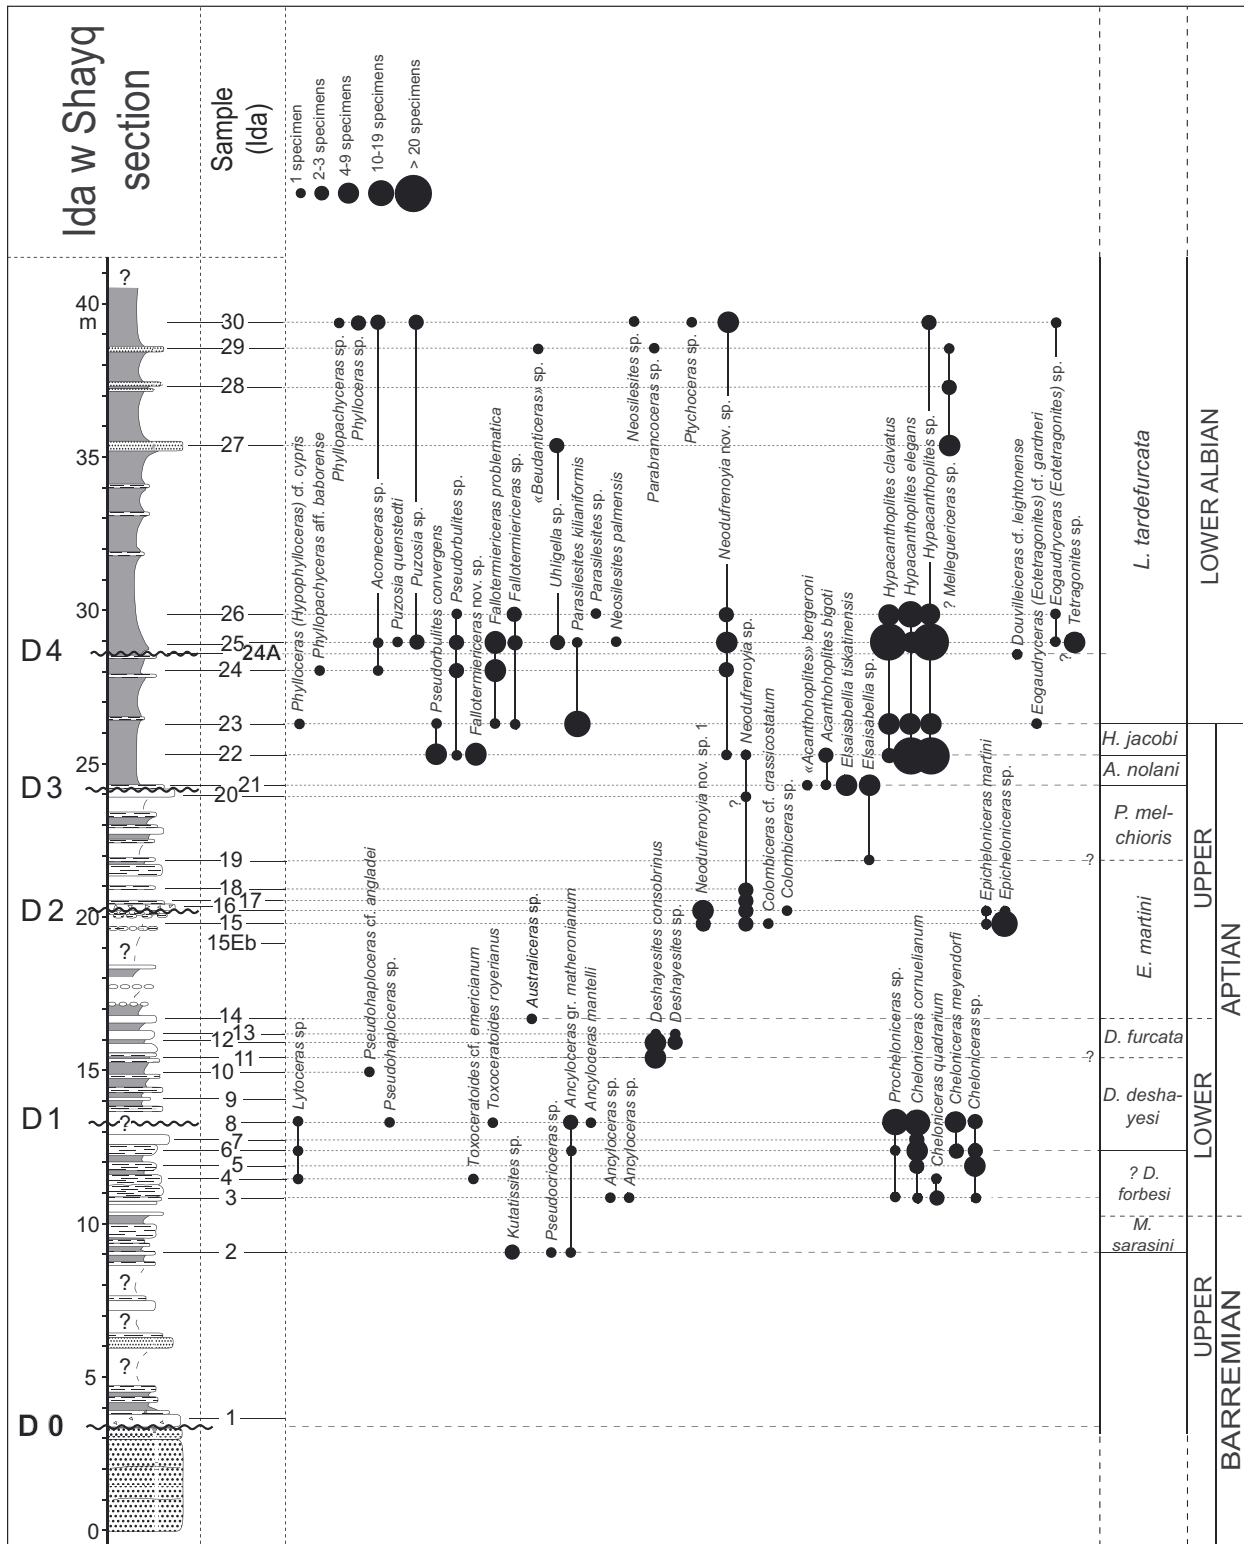 Ida w Shayq
section
Sample
(Ida)
1 specimen
2-3 specimens
4-9 specimens
10-19 specimens
> 20 specimens
?
40
m
35
30
25
20
15
10
5
0
D4
D3
D2
D1
D0
30
29
28
27
26
25
24A
24
23
22
21
20
19
18
17
16
15
15Eb
14
13
12
11
10
9
8
7
6
5
4
3
2
1
?
?
?
?
?
Phylloceras (Hypophylloceras) cf. cypris
Phyllopachyceras aff. baborense
Phyllopachyceras sp.
Phylloceras sp.
Aconeceras sp.
Puzosia quenstedti
Puzosia sp.
Pseudorbulites convergens
Pseudorbulites sp.
Fallotermiericeras nov. sp.
Fallotermiericeras problematica
Fallotermiericeras sp.
«Beudanticeras» sp.
Uhligella sp.
Parasilesites kilianiformis
Parasilesites sp.
Neosilesites palmensis
Neosilesites sp.
Parabrancoceras sp.
Ptychoceras sp.
Neodufrenoyia nov. sp.
Neodufrenoyia sp.
Neodufrenoyia nov. sp. 1
?
Colombiceras cf. crassicostatum
Colombiceras sp.
«Acanthohoplites» bergeroni
Acanthohoplites bigoti
Elsaisabellia tiskatinensis
Elsaisabellia sp.
Hypacanthoplites clavatus
Hypacanthoplites elegans
Hypacanthoplites sp.
? Melleguericeras sp.
Douvilleiceras cf. leightonense
Eogaudryceras (Eotetragonites) cf. gardneri
Eogaudryceras (Eotetragonites) sp.
?
Tetragonites sp.
Epicheloniceras martini
Epicheloniceras sp.
Lytoceras sp.
Pseudohaploceras cf. angladei
Pseudohaploceras sp.
Toxoceratoides cf. emericianum
Toxoceratoides royerianus
Kutatissites sp.
Australiceras sp.
Pseudocrioceras sp.
Ancyloceras gr. matheronianum
Ancyloderas mantelli
Ancyloceras sp.
Ancyloceras sp.
Deshayesites consobrinus
Deshayesites sp.
Procheloniceras sp.
Cheloniceras cornuelianum
Cheloniceras quadrarium
Cheloniceras meyendorfi
Cheloniceras sp.
?
?
L. tardefurcata
H. jacobi
A. nolani
P. mel-
chioris
E. martini
D. furcata
D. desha-
yesi
? D.
forbesi
M.
sarasini
LOWER ALBIAN
UPPER
LOWER
APTIAN
UPPER
BARREMIAN